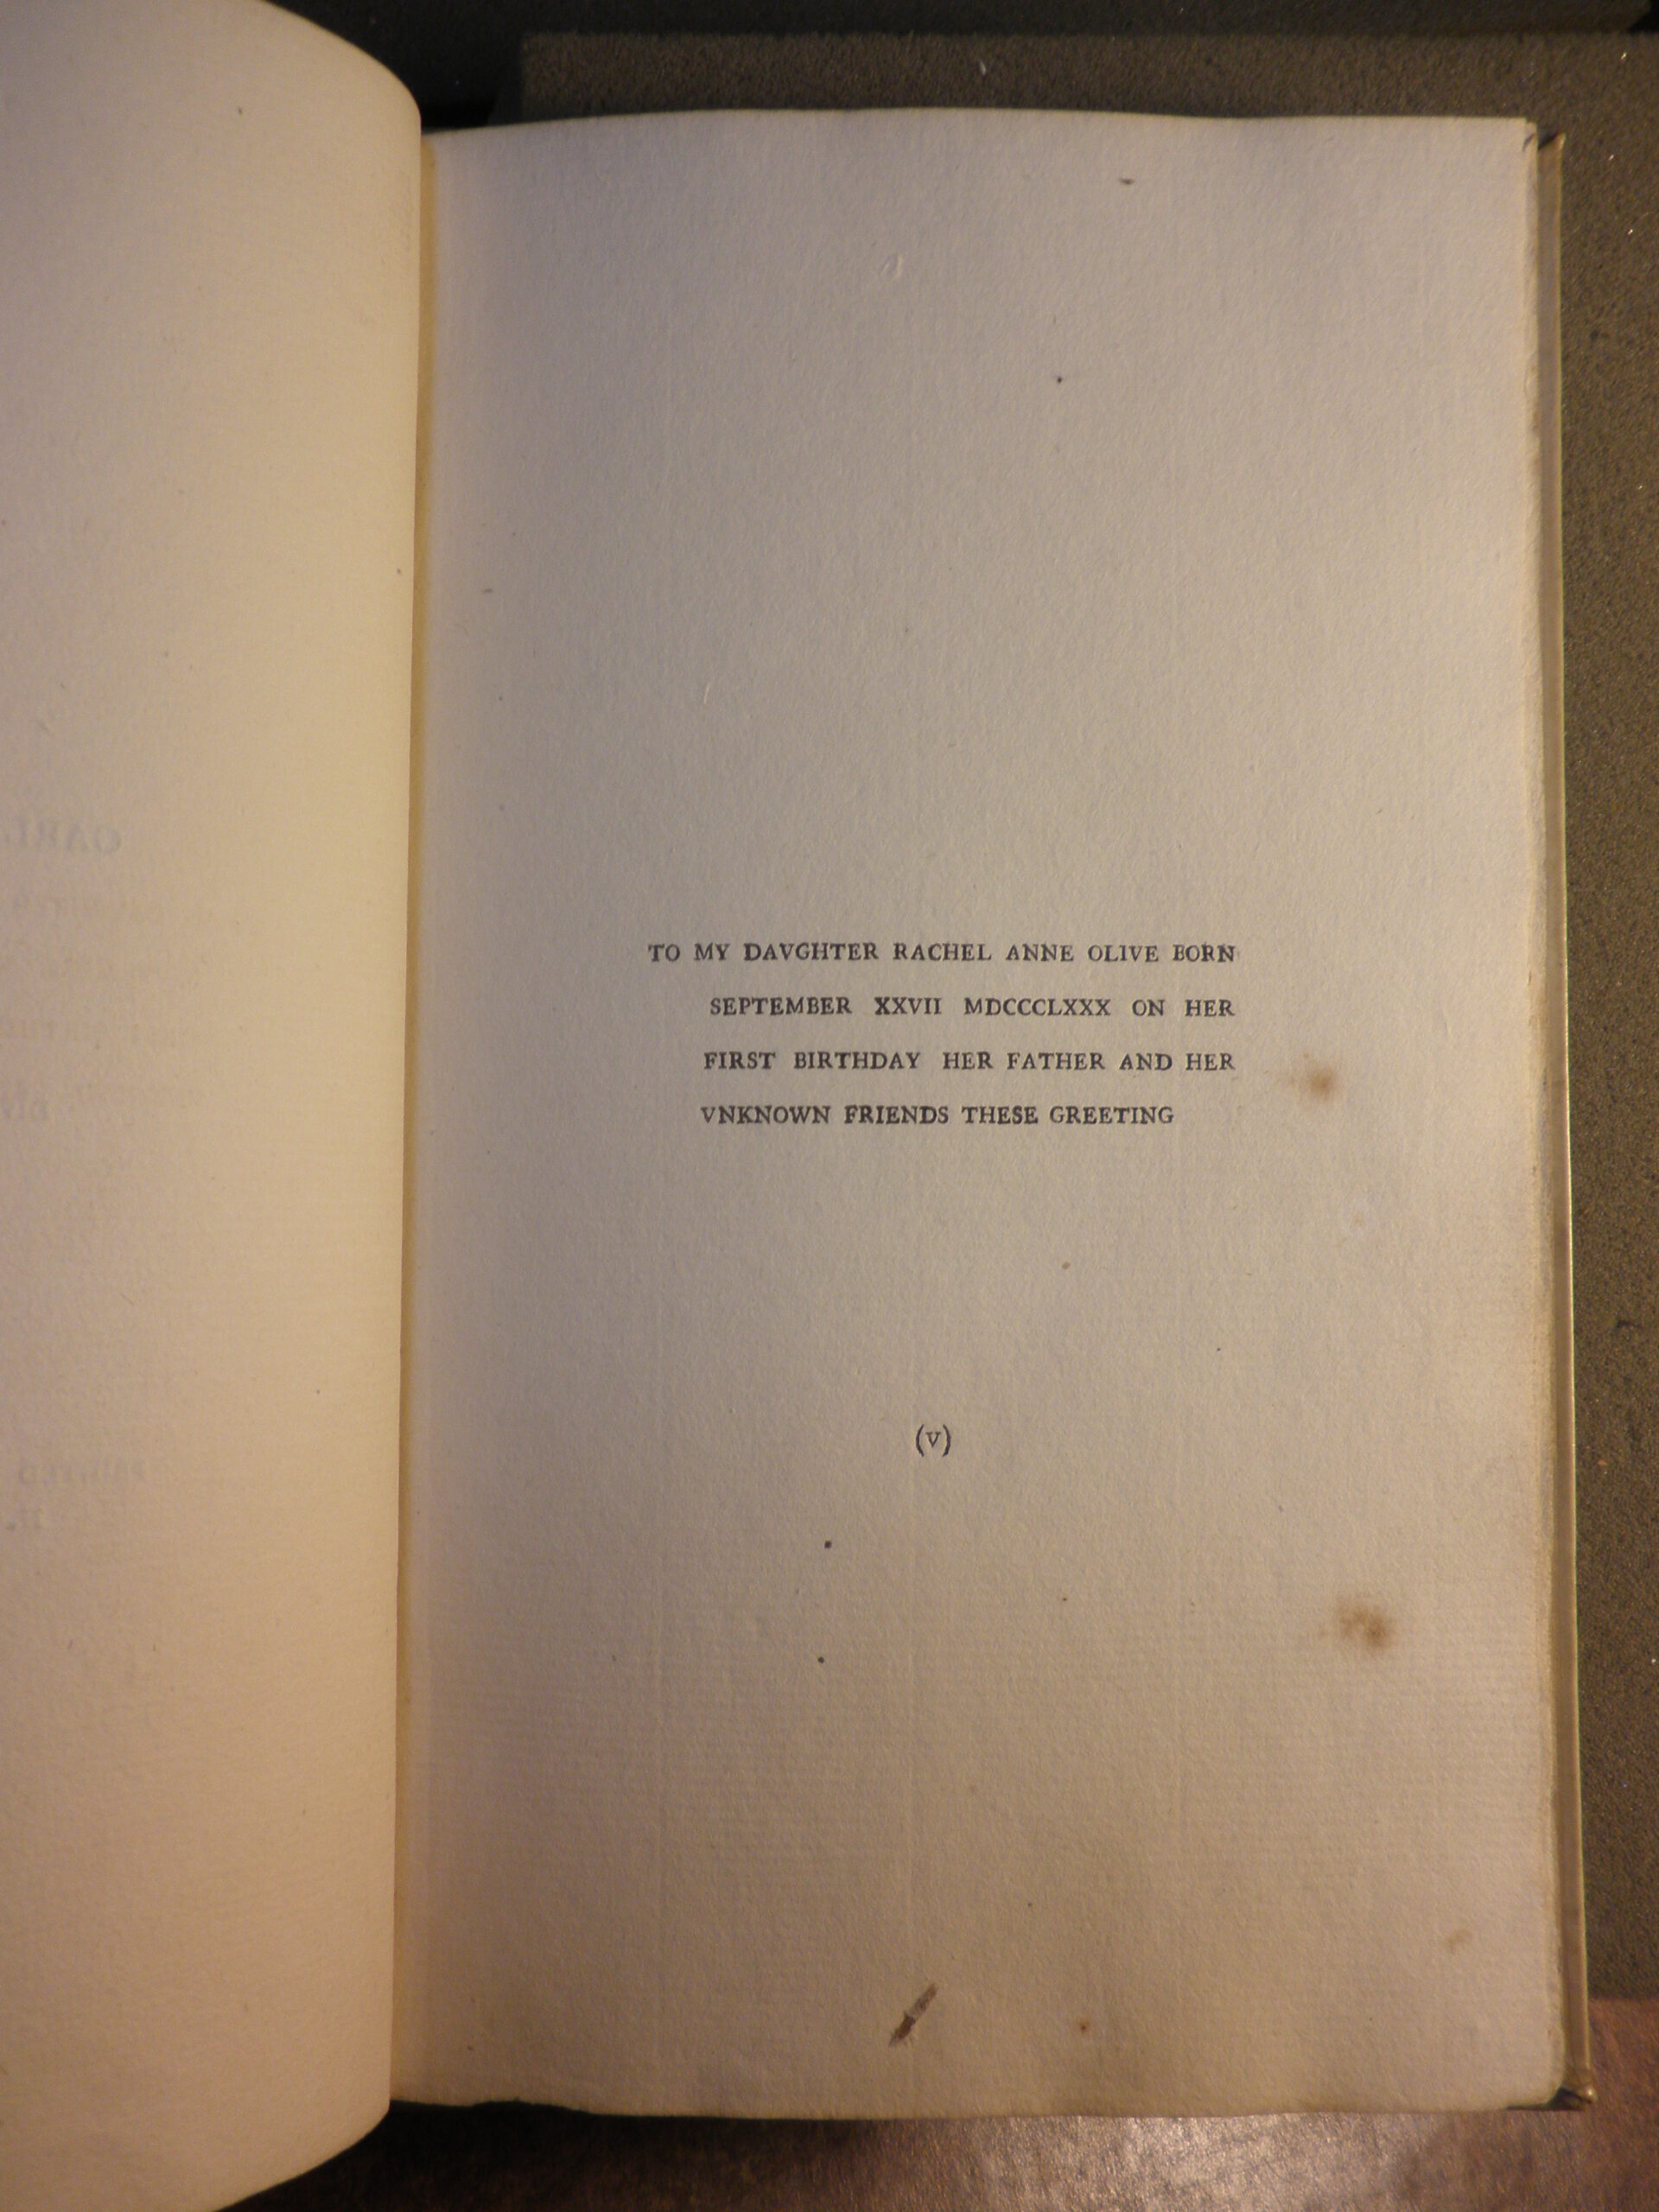 TO MY DAVGHTER RACHEL ANNE OLIVE BORN
SEPTEMBER XXVII MDCCCLXXX ON HER
FIRST BIRTHDAY HER FATHER AND HER
VNKNOWN FRIENDS THESE GREETING
(v)